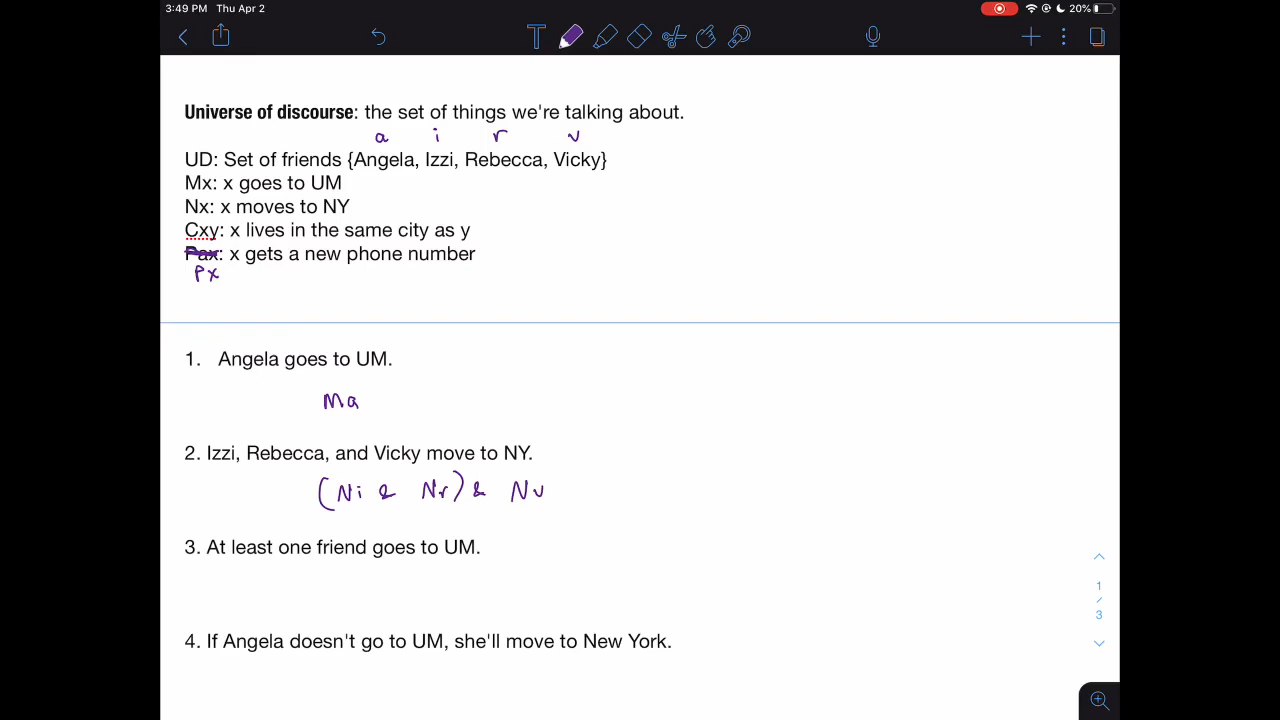 3:49 PM Thu Apr 2
20%
T
Universe of discourse: the set of things we're talking about.
a i r v
UD: Set of friends {Angela, Izzi, Rebecca, Vicky}
Mx: x goes to UM
Nx: x moves to NY
Cxy: x lives in the same city as y
Pax: x gets a new phone number
Px
1. Angela goes to UM.
Ma
2. Izzi, Rebecca, and Vicky move to NY.
(Ni & Nr) & Nv
3. At least one friend goes to UM.
1
/
3
4. If Angela doesn't go to UM, she'll move to New York.